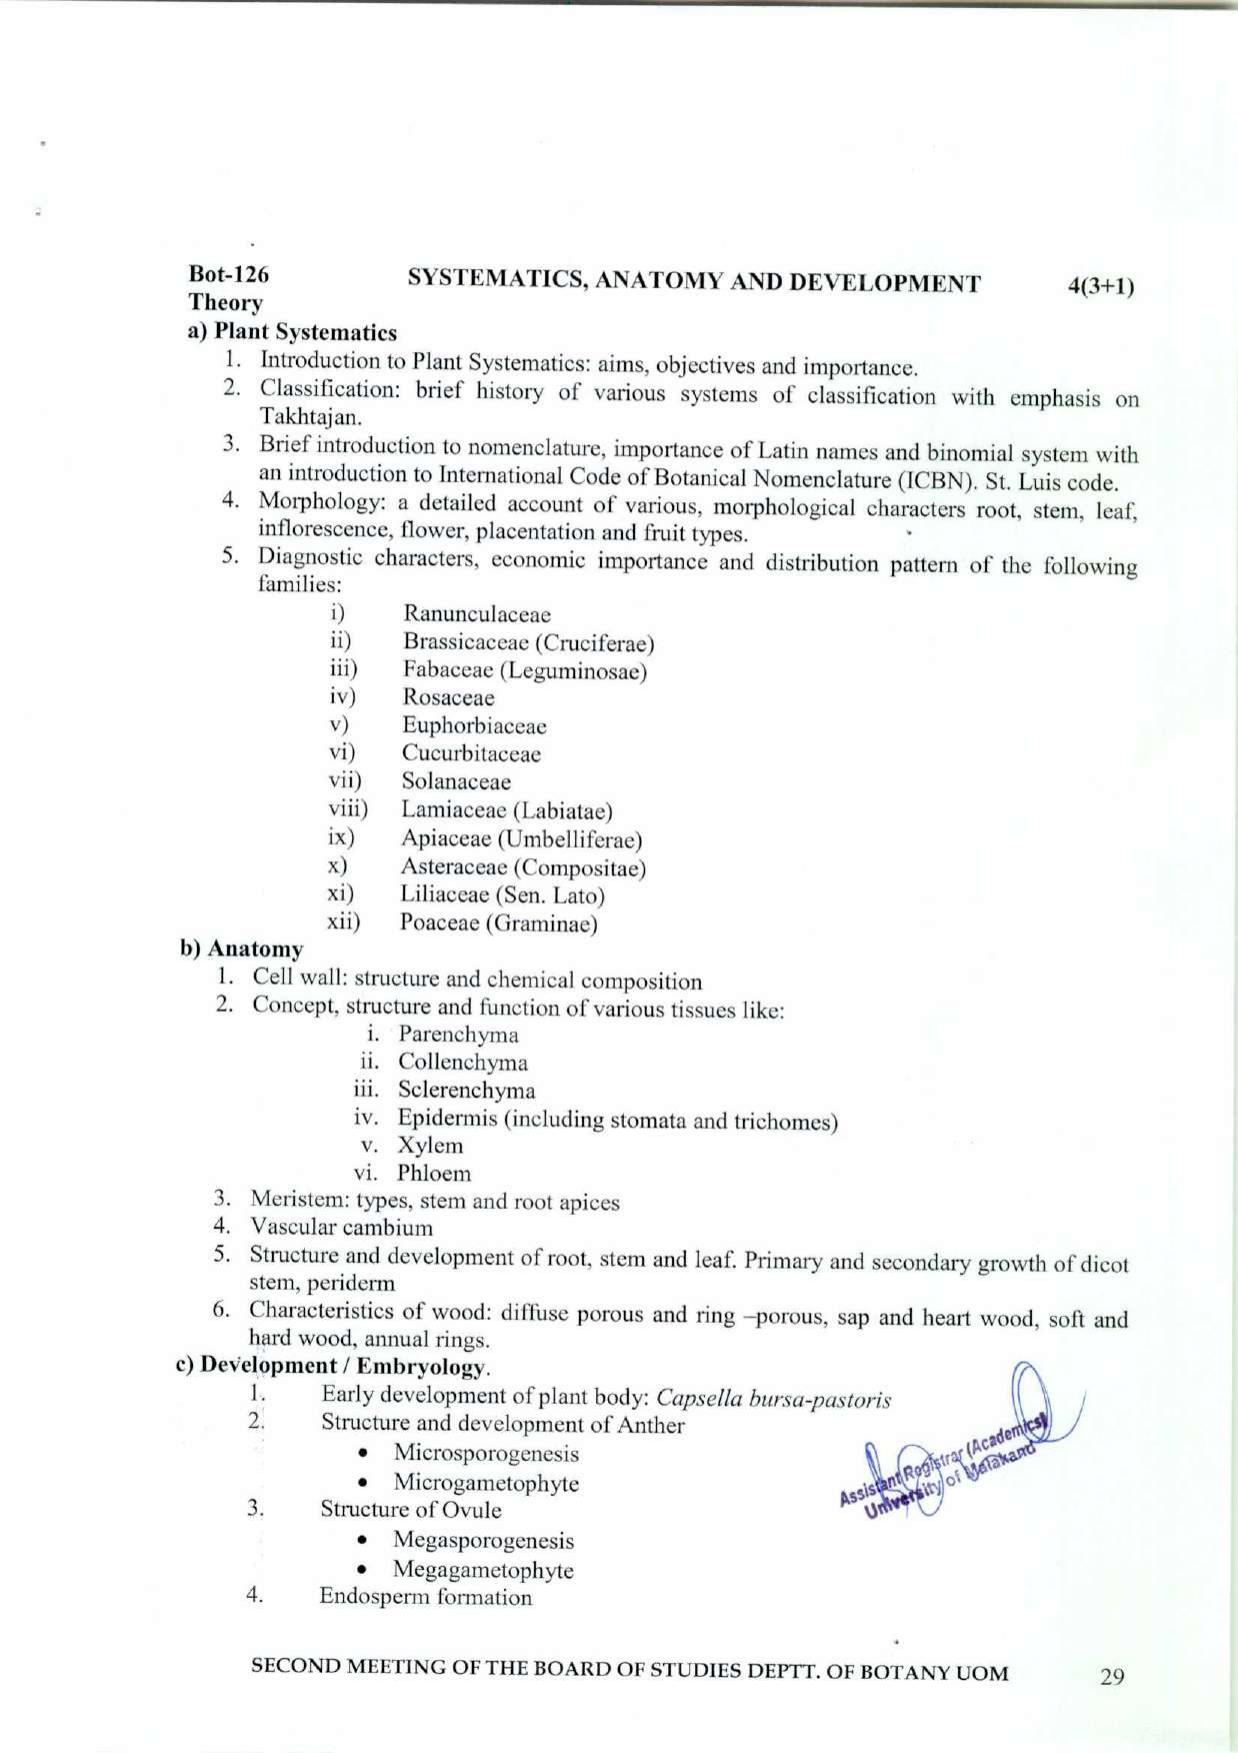 Bot-126 SYSTEMATICS, ANATOMY AND DEVELOPMENT 4(3+1)
Theory
a) Plant Systematics
1. Introduction to Plant Systematics: aims, objectives and importance.
2. Classification: brief history of various systems of classification with emphasis on
Takhtajan.
3. Brief introduction to nomenclature, importance of Latin names and binomial system with
an introduction to International Code of Botanical Nomenclature (ICBN). St. Luis code.
4. Morphology: a detailed account of various, morphological characters root, stem, leaf,
inflorescence, flower, placentation and fruit types.
5. Diagnostic characters, economic importance and distribution pattern of the following
families:
i) Ranunculaceae
ii) Brassicaceae (Cruciferae)
iii) Fabaceae (Leguminosae)
iv) Rosaceae
v) Euphorbiaceae
vi) Cucurbitaceae
vii) Solanaceae
viii) Lamiaceae (Labiatae)
ix) Apiaceae (Umbelliferae)
x) Asteraceae (Compositae)
xi) Liliaceae (Sen. Lato)
xii) Poaceae (Graminae)
b) Anatomy
1. Cell wall: structure and chemical composition
2. Concept, structure and function of various tissues like:
i. Parenchyma
ii. Collenchyma
iii. Sclerenchyma
iv. Epidermis (including stomata and trichomes)
v. Xylem
vi. Phloem
3. Meristem: types, stem and root apices
4. Vascular cambium
5. Structure and development of root, stem and leaf. Primary and secondary growth of dicot
stem, periderm
6. Characteristics of wood: diffuse porous and ring –porous, sap and heart wood, soft and
hard wood, annual rings.
c) Development / Embryology.
1. Early development of plant body: Capsella bursa-pastoris
2. Structure and development of Anther
• Microsporogenesis
• Microgametophyte
3. Structure of Ovule
• Megasporogenesis
• Megagametophyte
4. Endosperm formation
Assistant Registrar (Academics)
University of Malakand
SECOND MEETING OF THE BOARD OF STUDIES DEPTT. OF BOTANY UOM 29